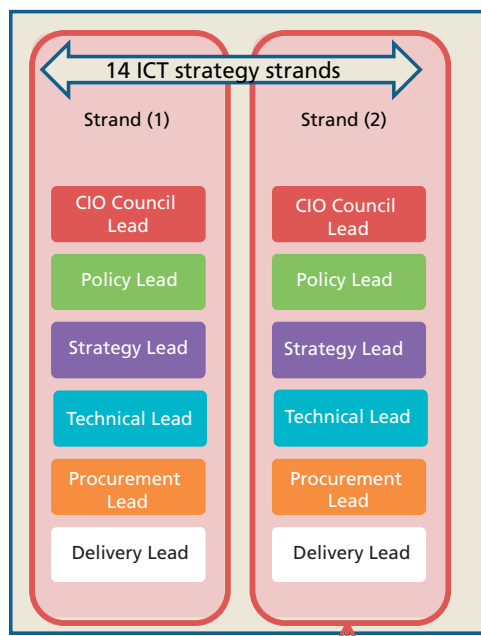 14 ICT strategy strands
Strand (1)
CIO Council
Lead
Policy Lead
Strategy Lead
Technical Lead
Procurement
Lead
Delivery Lead
Strand (2)
CIO Council
Lead
Policy Lead
Strategy Lead
Technical Lead
Procurement
Lead
Delivery Lead